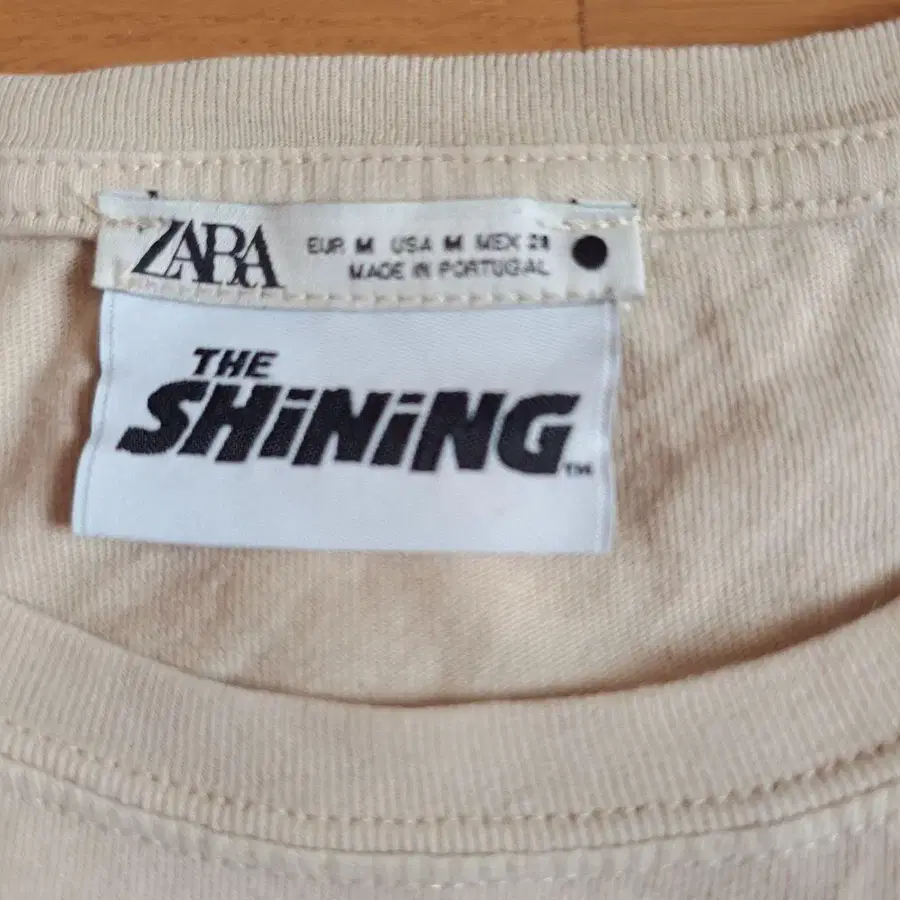 ZARA
EUR M USA M MEX 28
MADE IN PORTUGAL
THE
SHiNiNG
TM